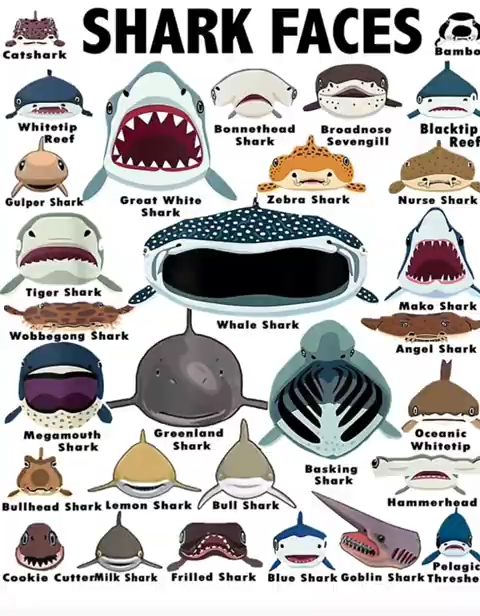 SHARK FACES
Catshark
Bambo
Whitetip
Reef
Great White
Shark
Bonnethead
Shark
Broadnose
Sevengill
Blacktip
Reef
Gulper Shark
Zebra Shark
Nurse Shark
Tiger Shark
Whale Shark
Mako Shark
Wobbegong Shark
Angel Shark
Megamouth
Shark
Greenland
Shark
Basking
Shark
Oceanic
Whitetip
Bullhead Shark
Lemon Shark
Bull Shark
Hammerhead
Cookie Cutter
Milk Shark
Frilled Shark
Blue Shark
Goblin Shark
Pelagic
Threshe